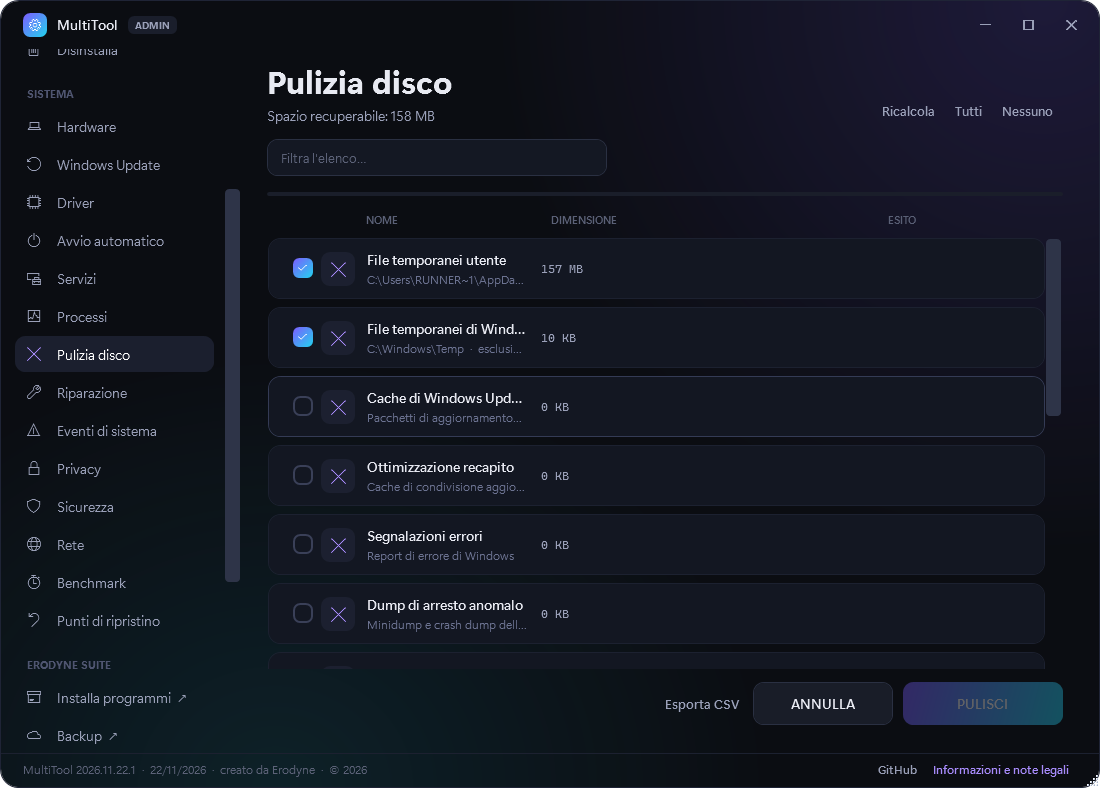 MultiTool ADMIN
Disinstalla
SISTEMA
Hardware
Windows Update
Driver
Avvio automatico
Servizi
Processi
Pulizia disco
Riparazione
Eventi di sistema
Privacy
Sicurezza
Rete
Benchmark
Punti di ripristino
ERODYNE SUITE
Installa programmi ↗
Backup ↗
Pulizia disco
Spazio recuperabile: 158 MB
Ricalcola Tutti Nessuno
Filtra l'elenco...
NOME DIMENSIONE ESITO
File temporanei utente
C:\Users\RUNNER~1\AppDa...
157 MB
File temporanei di Wind...
C:\Windows\Temp · esclusi...
10 KB
Cache di Windows Upd...
Pacchetti di aggiornamento...
0 KB
Ottimizzazione recapito
Cache di condivisione aggio...
0 KB
Segnalazioni errori
Report di errore di Windows
0 KB
Dump di arresto anomalo
Minidump e crash dump dell...
0 KB
Esporta CSV ANNULLA PULISCI
MultiTool 2026.11.22.1 · 22/11/2026 · creato da Erodyne · © 2026
GitHub Informazioni e note legali